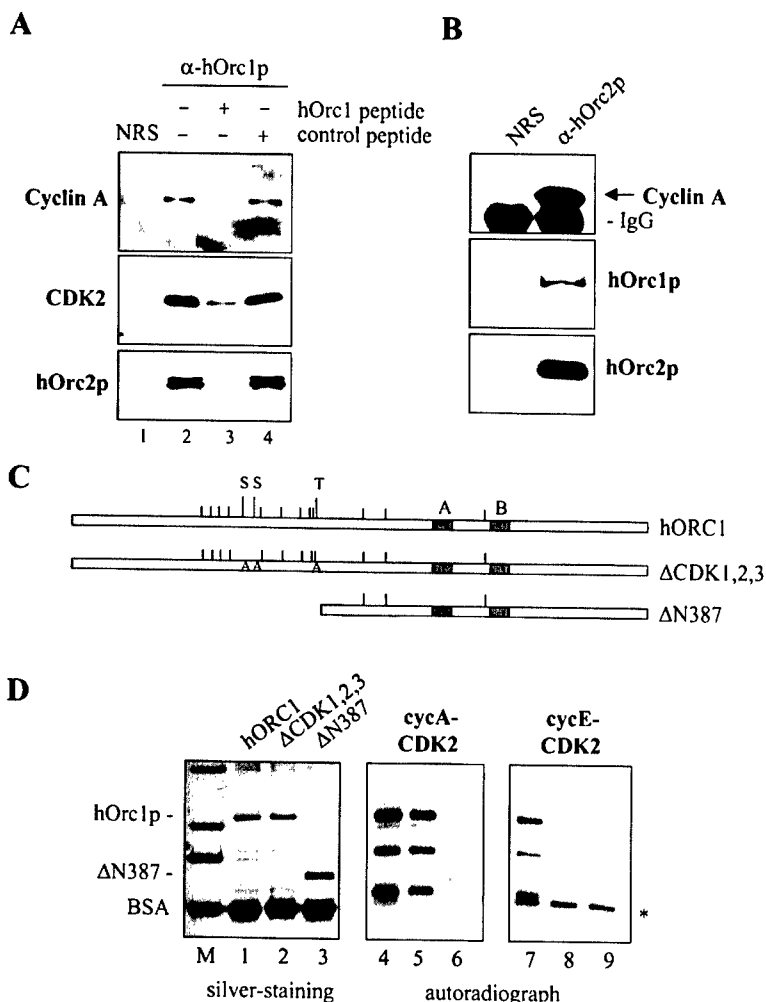 A
α-hOrc1p
- + - hOrc1 peptide
NRS - - + control peptide
Cyclin A
CDK2
hOrc2p
1 2 3 4
B
NRS α-hOrc2p
Cyclin A
- IgG
hOrc1p
hOrc2p
C
S S T
A B
hORC1
A A A
ΔCDK1,2,3
ΔN387
D
hORC1 ΔCDK1,2,3 ΔN387
cycA-CDK2
cycE-CDK2
hOrc1p -
ΔN387 -
BSA
*
M 1 2 3 4 5 6 7 8 9
silver-staining autoradiograph